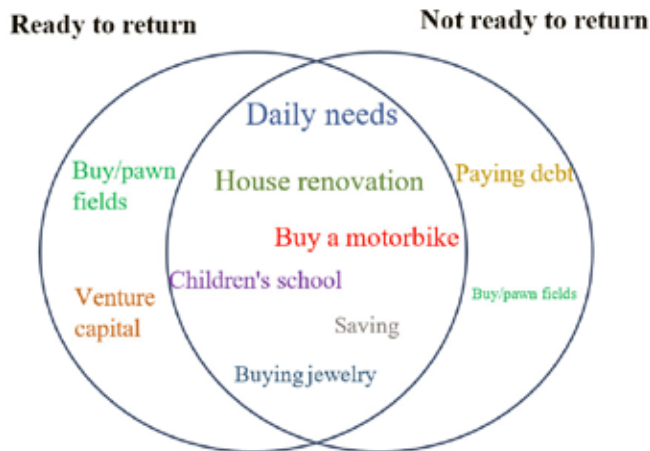 Ready to return
Not ready to return
Daily needs
Buy/pawn
fields
House renovation
Paying debt
Buy a motorbike
Children's school
Venture
capital
Buy/pawn fields
Saving
Buying jewelry